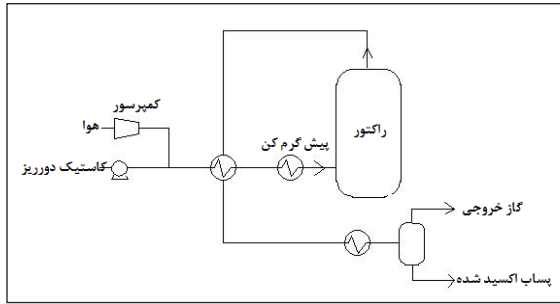 کمپرسور
هوا
کاستیک دورریز
پیش گرم کن
راکتور
گاز خروجی
پساب اکسید شده